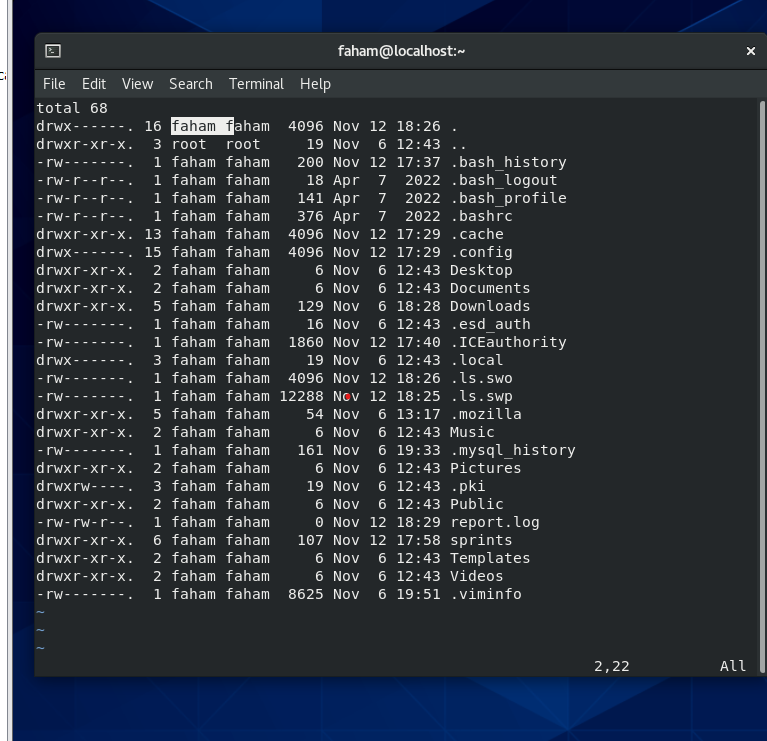 faham@localhost:~
File Edit View Search Terminal Help
total 68
drwx------. 16 faham faham  4096 Nov 12 18:26 .
drwxr-xr-x.  3 root  root     19 Nov  6 12:43 ..
-rw-------.  1 faham faham   200 Nov 12 17:37 .bash_history
-rw-r--r--.  1 faham faham    18 Apr  7  2022 .bash_logout
-rw-r--r--.  1 faham faham   141 Apr  7  2022 .bash_profile
-rw-r--r--.  1 faham faham   376 Apr  7  2022 .bashrc
drwxr-xr-x. 13 faham faham  4096 Nov 12 17:29 .cache
drwx------. 15 faham faham  4096 Nov 12 17:29 .config
drwxr-xr-x.  2 faham faham     6 Nov  6 12:43 Desktop
drwxr-xr-x.  2 faham faham     6 Nov  6 12:43 Documents
drwxr-xr-x.  5 faham faham   129 Nov  6 18:28 Downloads
-rw-------.  1 faham faham    16 Nov  6 12:43 .esd_auth
-rw-------.  1 faham faham  1860 Nov 12 17:40 .ICEauthority
drwx------.  3 faham faham    19 Nov  6 12:43 .local
-rw-------.  1 faham faham  4096 Nov 12 18:26 .ls.swo
-rw-------.  1 faham faham 12288 Nov 12 18:25 .ls.swp
drwxr-xr-x.  5 faham faham    54 Nov  6 13:17 .mozilla
drwxr-xr-x.  2 faham faham     6 Nov  6 12:43 Music
-rw-------.  1 faham faham   161 Nov  6 19:33 .mysql_history
drwxr-xr-x.  2 faham faham     6 Nov  6 12:43 Pictures
drwxrw----.  3 faham faham    19 Nov  6 12:43 .pki
drwxr-xr-x.  2 faham faham     6 Nov  6 12:43 Public
-rw-rw-r--.  1 faham faham     0 Nov 12 18:29 report.log
drwxr-xr-x.  6 faham faham   107 Nov 12 17:58 sprints
drwxr-xr-x.  2 faham faham     6 Nov  6 12:43 Templates
drwxr-xr-x.  2 faham faham     6 Nov  6 12:43 Videos
-rw-------.  1 faham faham  8625 Nov  6 19:51 .viminfo
~
~
~
2,22 All